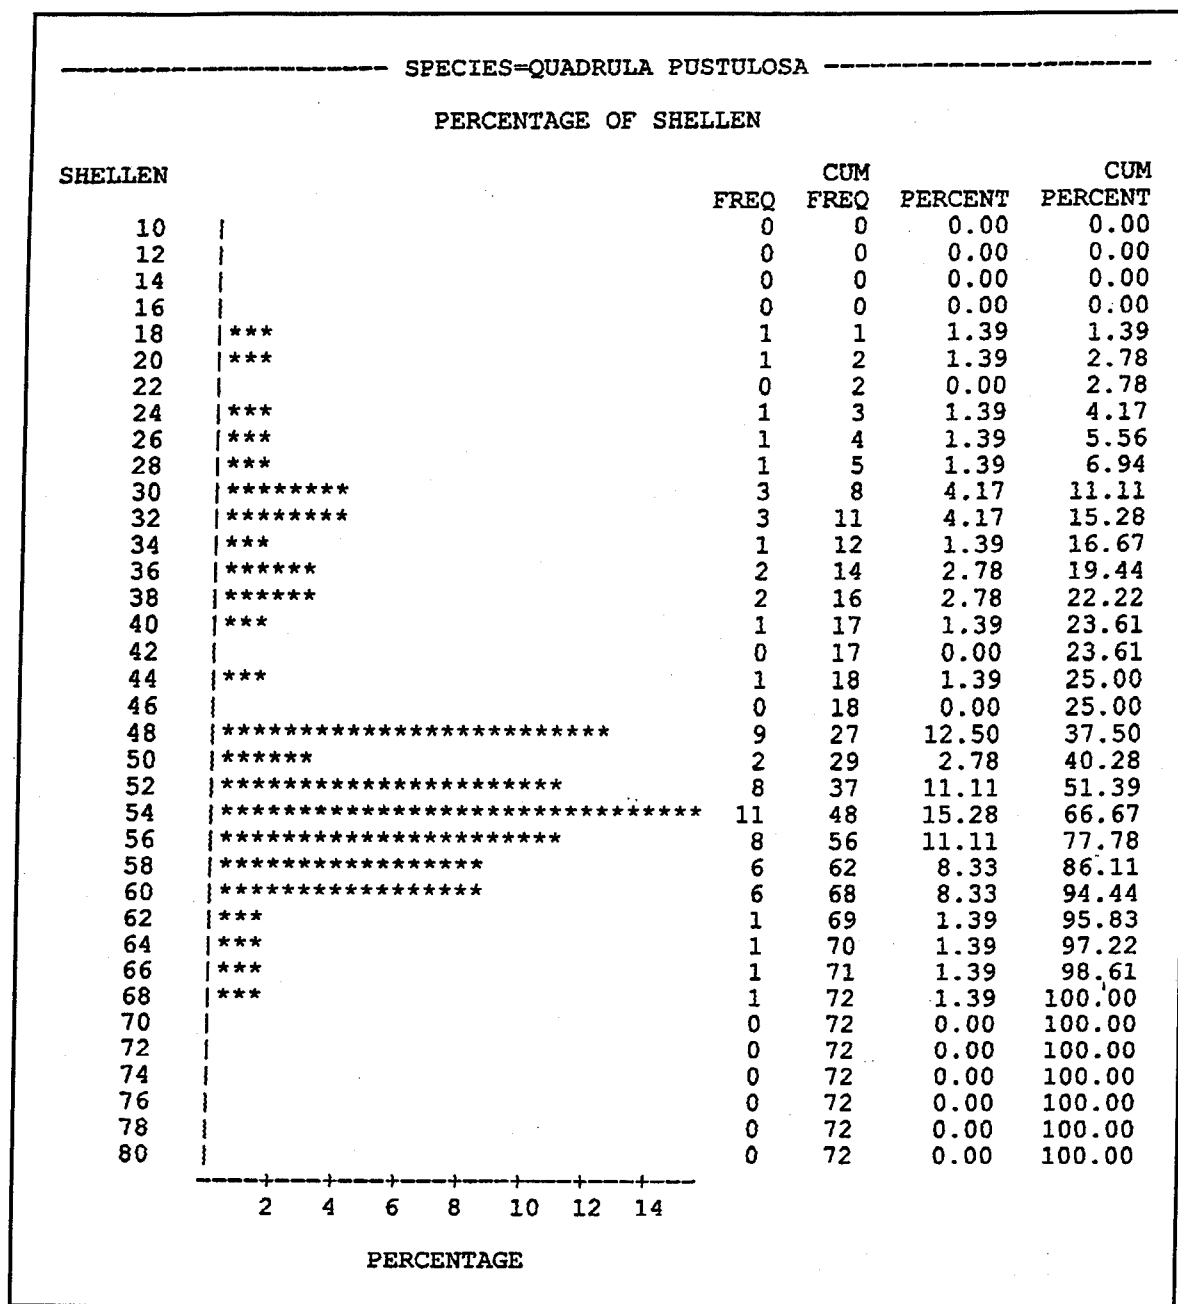 ---------------------- SPECIES=QUADRULA PUSTULOSA ----------------------
PERCENTAGE OF SHELLEN
SHELLEN CUM CUM
FREQ FREQ PERCENT PERCENT
10 | 0 0 0.00 0.00
12 | 0 0 0.00 0.00
14 | 0 0 0.00 0.00
16 | 0 0 0.00 0.00
18 |*** 1 1 1.39 1.39
20 |*** 1 2 1.39 2.78
22 | 0 2 0.00 2.78
24 |*** 1 3 1.39 4.17
26 |*** 1 4 1.39 5.56
28 |*** 1 5 1.39 6.94
30 |******** 3 8 4.17 11.11
32 |******** 3 11 4.17 15.28
34 |*** 1 12 1.39 16.67
36 |****** 2 14 2.78 19.44
38 |****** 2 16 2.78 22.22
40 |*** 1 17 1.39 23.61
42 | 0 17 0.00 23.61
44 |*** 1 18 1.39 25.00
46 | 0 18 0.00 25.00
48 |************************* 9 27 12.50 37.50
50 |****** 2 29 2.78 40.28
52 |********************** 8 37 11.11 51.39
54 |******************************* 11 48 15.28 66.67
56 |********************** 8 56 11.11 77.78
58 |***************** 6 62 8.33 86.11
60 |***************** 6 68 8.33 94.44
62 |*** 1 69 1.39 95.83
64 |*** 1 70 1.39 97.22
66 |*** 1 71 1.39 98.61
68 |*** 1 72 1.39 100.00
70 | 0 72 0.00 100.00
72 | 0 72 0.00 100.00
74 | 0 72 0.00 100.00
76 | 0 72 0.00 100.00
78 | 0 72 0.00 100.00
80 | 0 72 0.00 100.00
----+---+---+---+---+---+---+---
2 4 6 8 10 12 14
PERCENTAGE